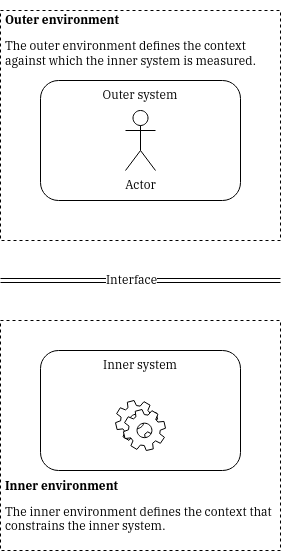 Outer environment
The outer environment defines the context
against which the inner system is measured.
Outer system
Actor
Interface
Inner system
Inner environment
The inner environment defines the context that
constrains the inner system.